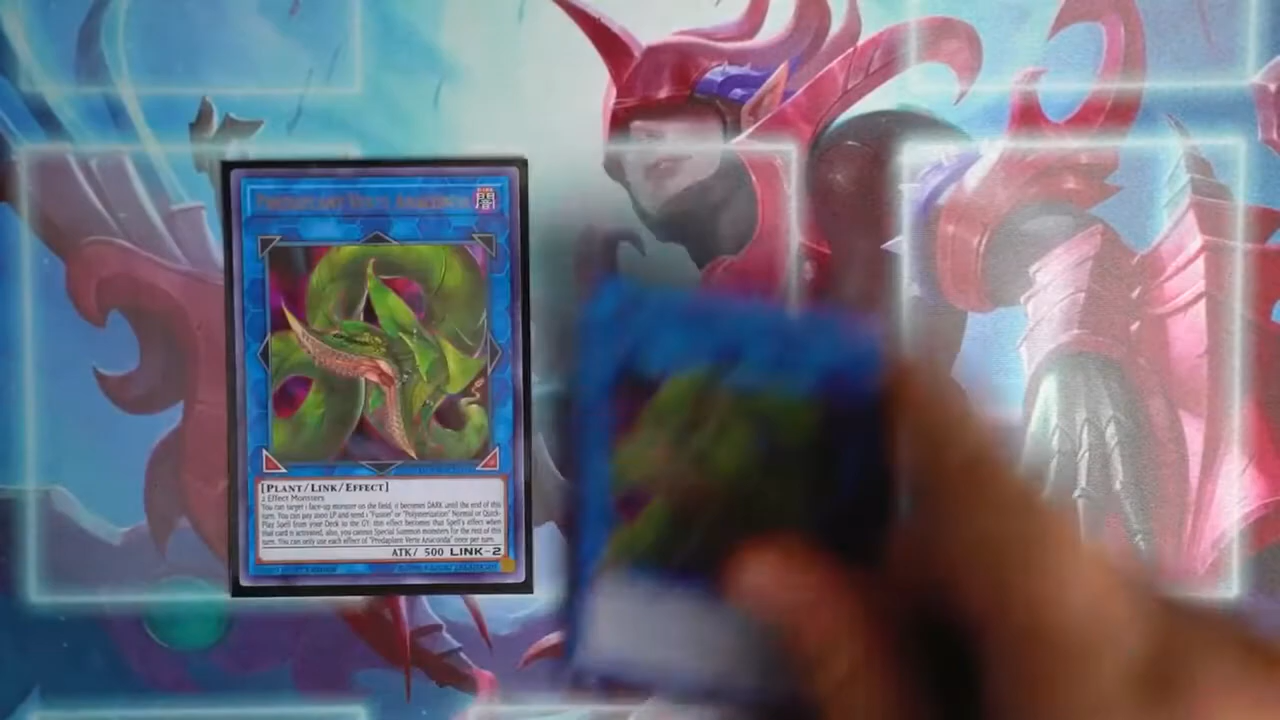 Predaplant Verte Anaconda
DARK
[Plant/Link/Effect]
2 Effect Monsters
You can target 1 face-up monster on the field; it becomes DARK until the end of this
turn. You can pay 2000 LP and send 1 "Fusion" or "Polymerization" Normal or Quick-
Play Spell from your Deck to the GY; this effect becomes that Spell's effect when
that card is activated, also, you cannot Special Summon monsters for the rest of this
turn. You can only use each effect of "Predaplant Verte Anaconda" once per turn.
ATK/ 500 LINK-2